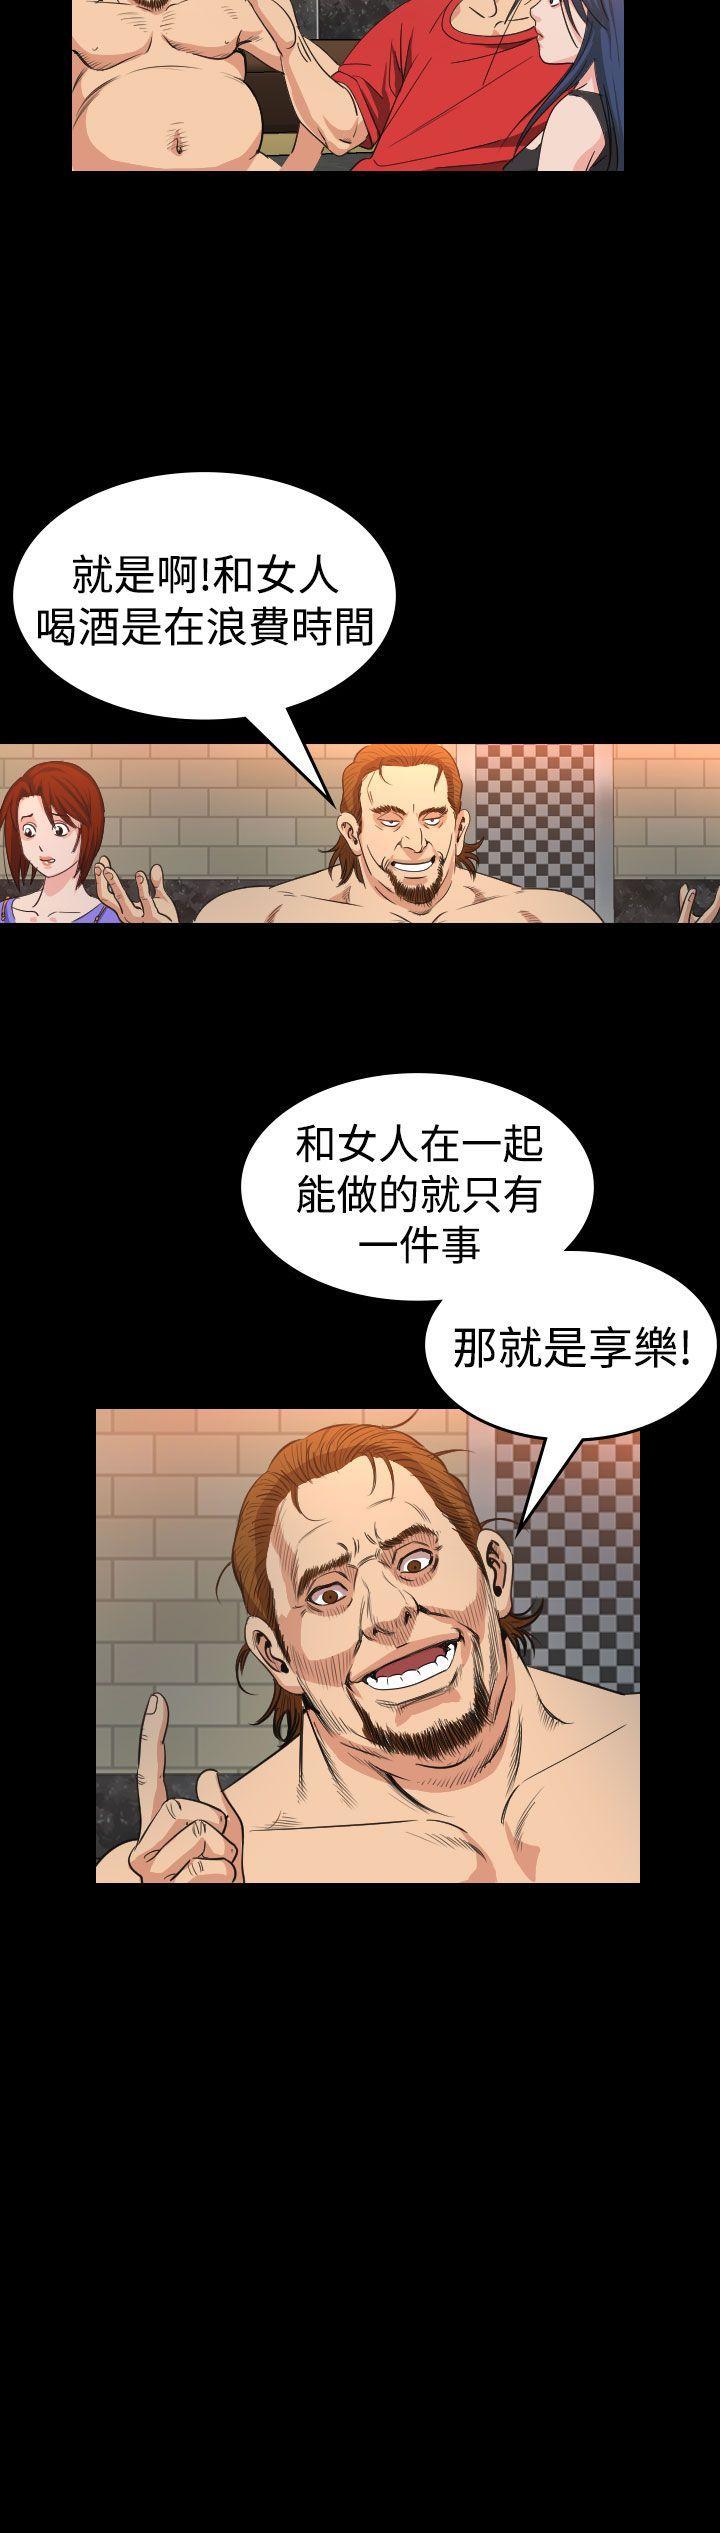 就是啊!和女人
喝酒是在浪費時間
和女人在一起
能做的就只有
一件事
那就是享樂!